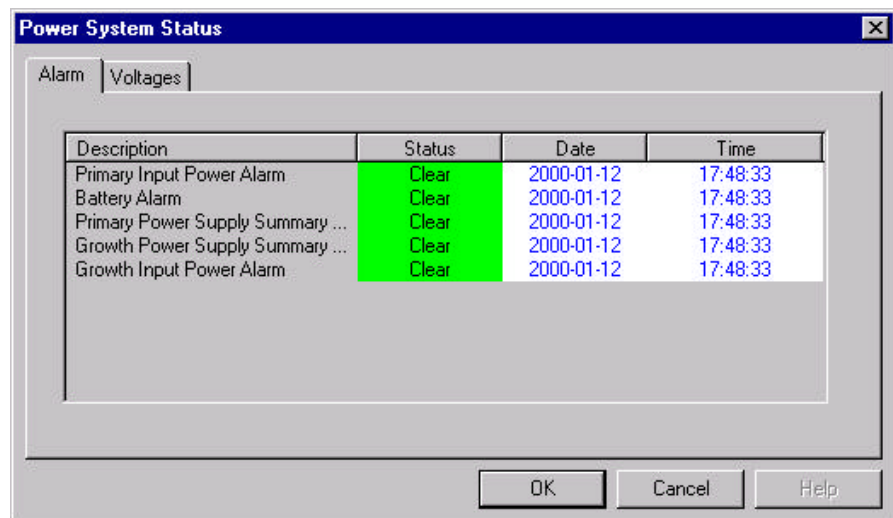 Power System Status
Alarm Voltages
Description Status Date Time
Primary Input Power Alarm Clear 2000-01-12 17:48:33
Battery Alarm Clear 2000-01-12 17:48:33
Primary Power Supply Summary ... Clear 2000-01-12 17:48:33
Growth Power Supply Summary ... Clear 2000-01-12 17:48:33
Growth Input Power Alarm Clear 2000-01-12 17:48:33
OK Cancel Help